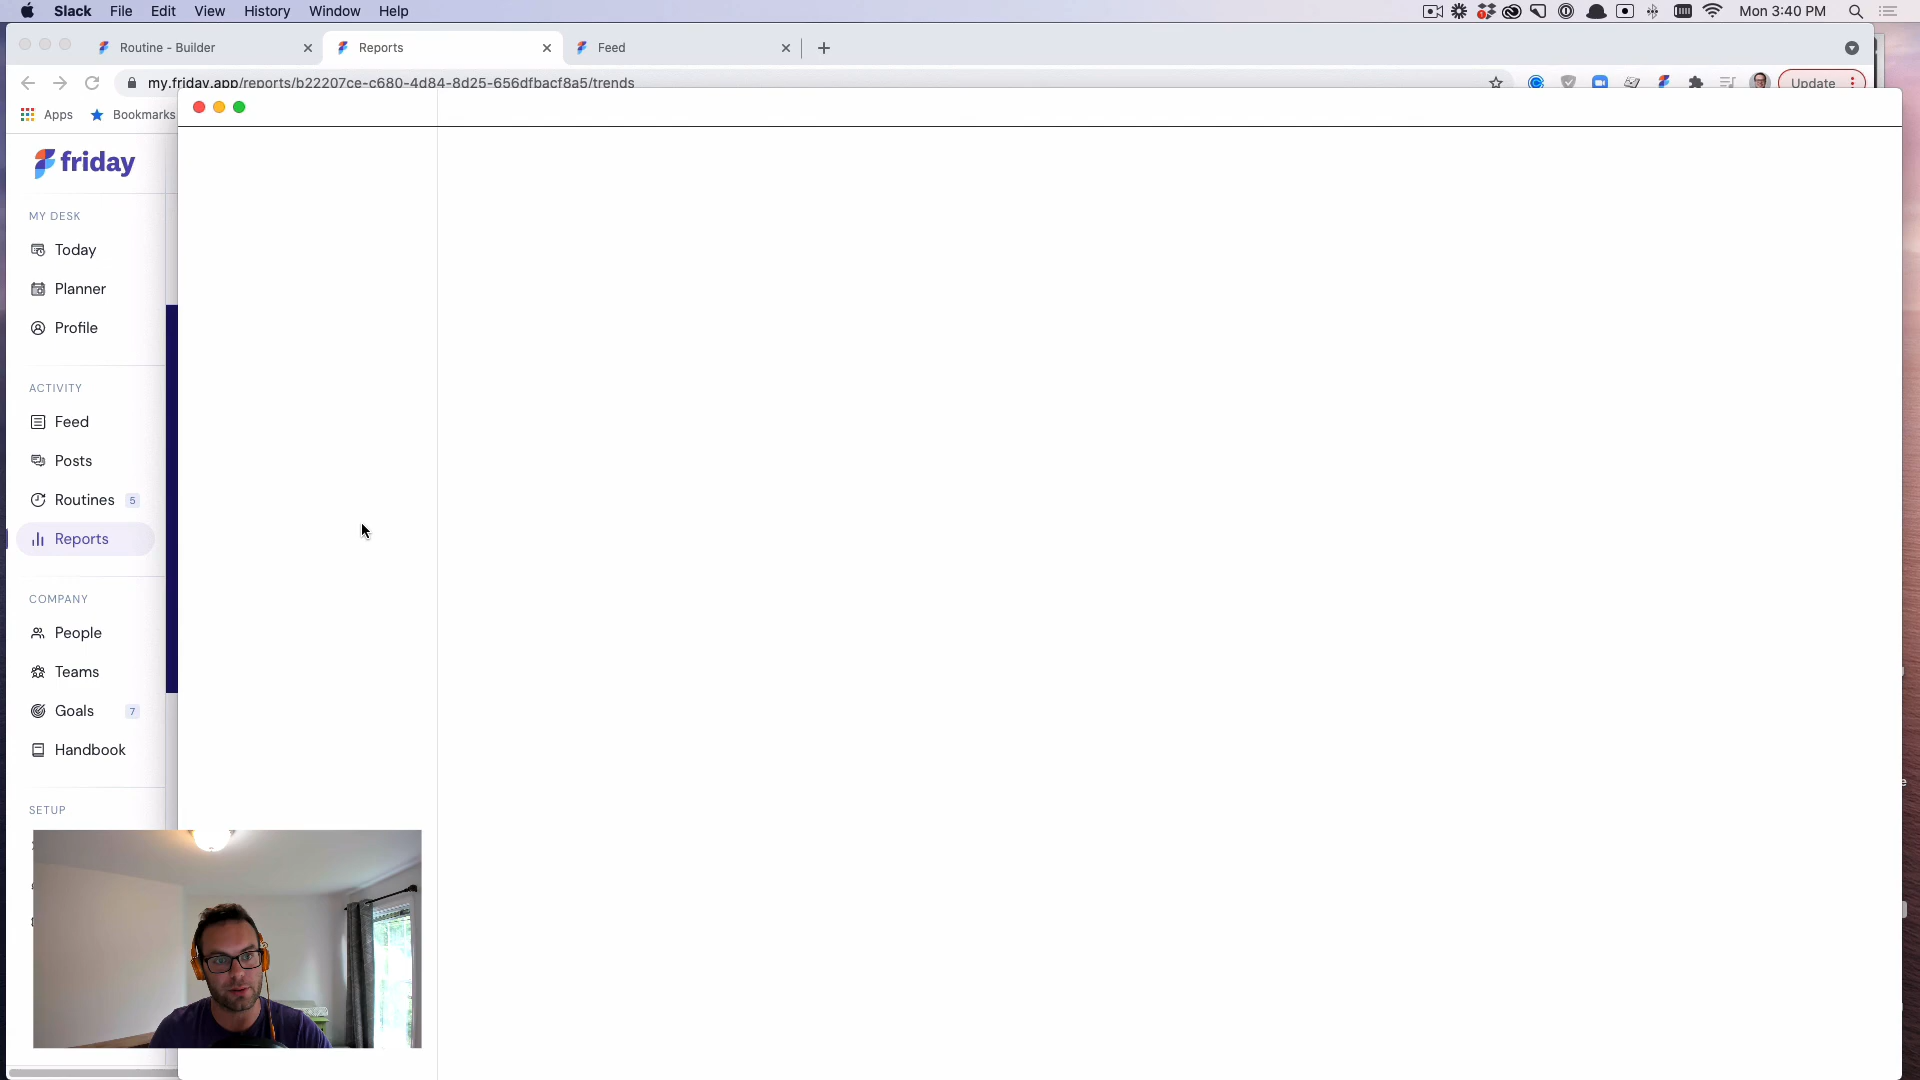 Slack File Edit View History Window Help Mon 3:40 PM
Routine - Builder Reports Feed
my.friday.app/reports/b22207ce-c680-4d84-8d25-656dfbacf8a5/trends Update
Apps Bookmarks
friday
MY DESK
Today
Planner
Profile
ACTIVITY
Feed
Posts
Routines 5
Reports
COMPANY
People
Teams
Goals 7
Handbook
SETUP